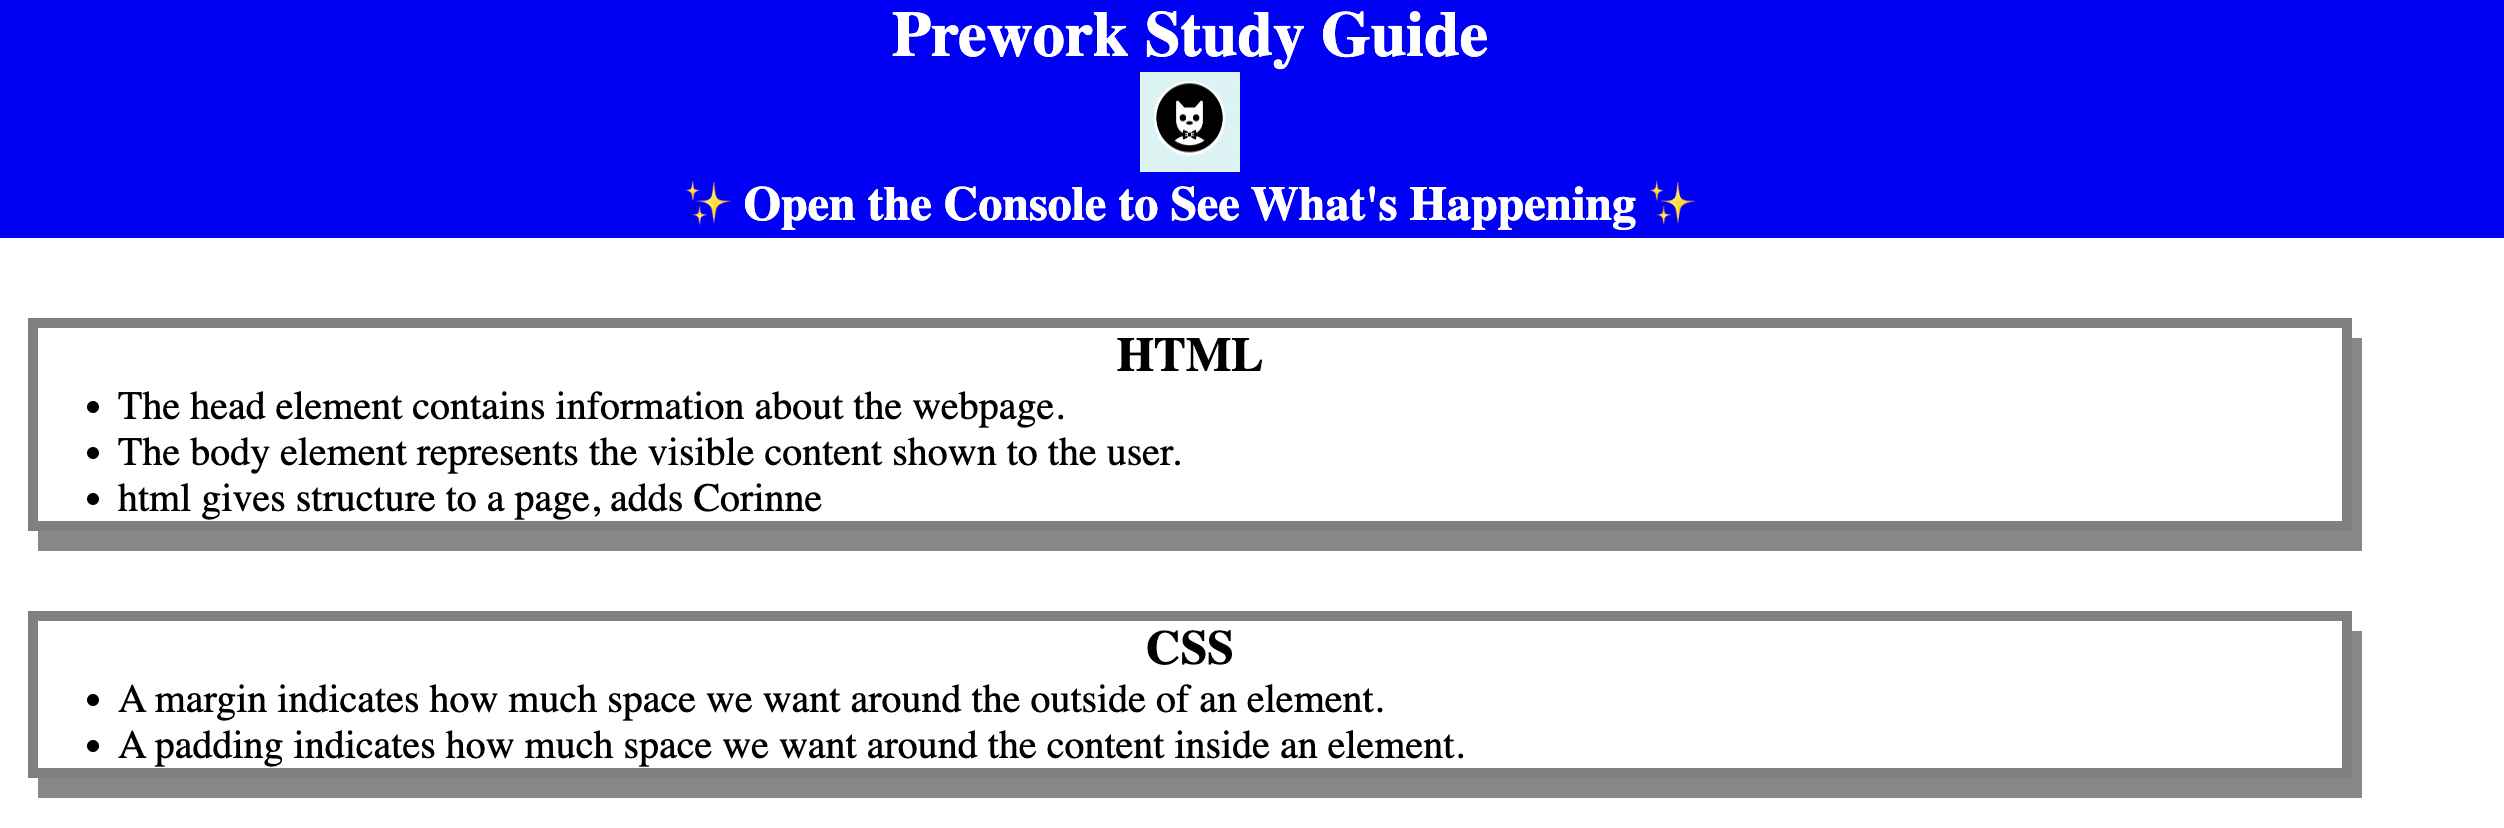 Prework Study Guide
✨ Open the Console to See What's Happening ✨
HTML
• The head element contains information about the webpage.
• The body element represents the visible content shown to the user.
• html gives structure to a page, adds Corinne
CSS
• A margin indicates how much space we want around the outside of an element.
• A padding indicates how much space we want around the content inside an element.